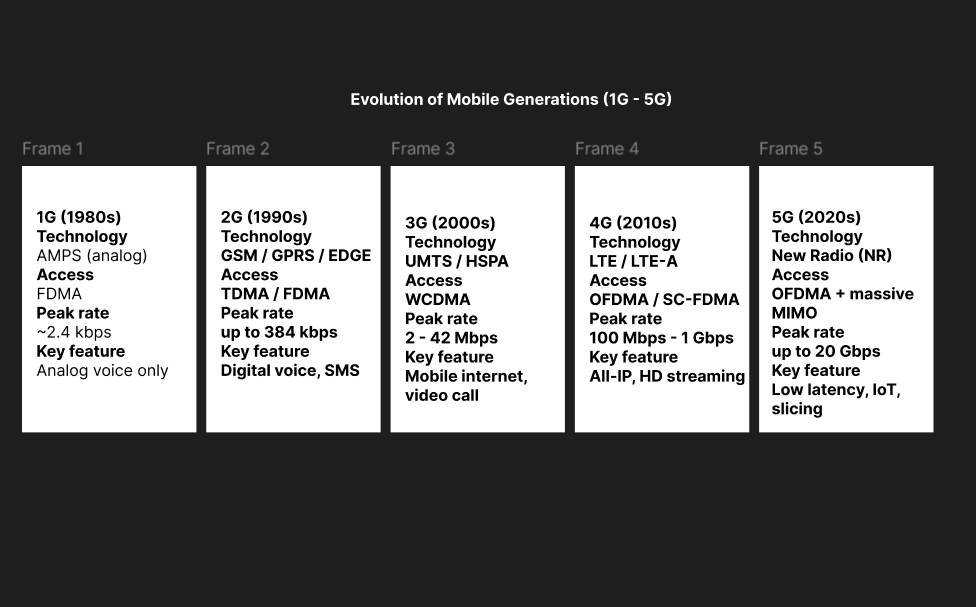 Evolution of Mobile Generations (1G - 5G)
Frame 1
1G (1980s)
Technology
AMPS (analog)
Access
FDMA
Peak rate
~2.4 kbps
Key feature
Analog voice only
Frame 2
2G (1990s)
Technology
GSM / GPRS / EDGE
Access
TDMA / FDMA
Peak rate
up to 384 kbps
Key feature
Digital voice, SMS
Frame 3
3G (2000s)
Technology
UMTS / HSPA
Access
WCDMA
Peak rate
2 - 42 Mbps
Key feature
Mobile internet,
video call
Frame 4
4G (2010s)
Technology
LTE / LTE-A
Access
OFDMA / SC-FDMA
Peak rate
100 Mbps - 1 Gbps
Key feature
All-IP, HD streaming
Frame 5
5G (2020s)
Technology
New Radio (NR)
Access
OFDMA + massive
MIMO
Peak rate
up to 20 Gbps
Key feature
Low latency, IoT,
slicing